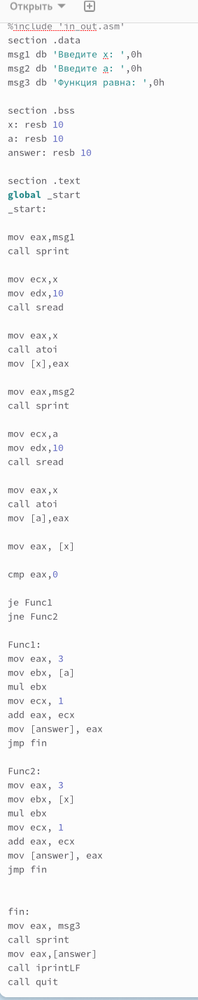 Открыть
%include 'in_out.asm'
section .data
msg1 db 'Введите x: ',0h
msg2 db 'Введите a: ',0h
msg3 db 'Функция равна: ',0h
section .bss
x: resb 10
a: resb 10
answer: resb 10
section .text
global _start
_start:
mov eax,msg1
call sprint
mov ecx,x
mov edx,10
call sread
mov eax,x
call atoi
mov [x],eax
mov eax,msg2
call sprint
mov ecx,a
mov edx,10
call sread
mov eax,x
call atoi
mov [a],eax
mov eax, [x]
cmp eax,0
je Func1
jne Func2
Func1:
mov eax, 3
mov ebx, [a]
mul ebx
mov ecx, 1
add eax, ecx
mov [answer], eax
jmp fin
Func2:
mov eax, 3
mov ebx, [x]
mul ebx
mov ecx, 1
add eax, ecx
mov [answer], eax
jmp fin
fin:
mov eax, msg3
call sprint
mov eax,[answer]
call iprintLF
call quit